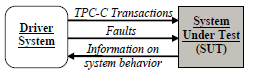 TPC-C Transactions
Driver
System
Faults
Information on
system behavior
System
Under Test
(SUT)